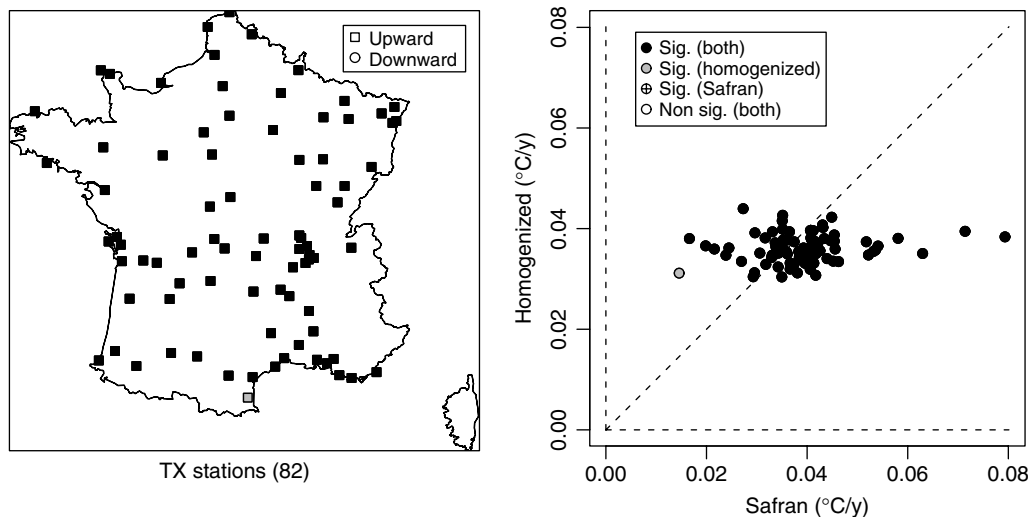 Upward
Downward
TX stations (82)
Sig. (both)
Sig. (homogenized)
Sig. (Safran)
Non sig. (both)
Homogenized (°C/y)
0.08
0.06
0.04
0.02
0.00
0.00 0.02 0.04 0.06 0.08
Safran (°C/y)